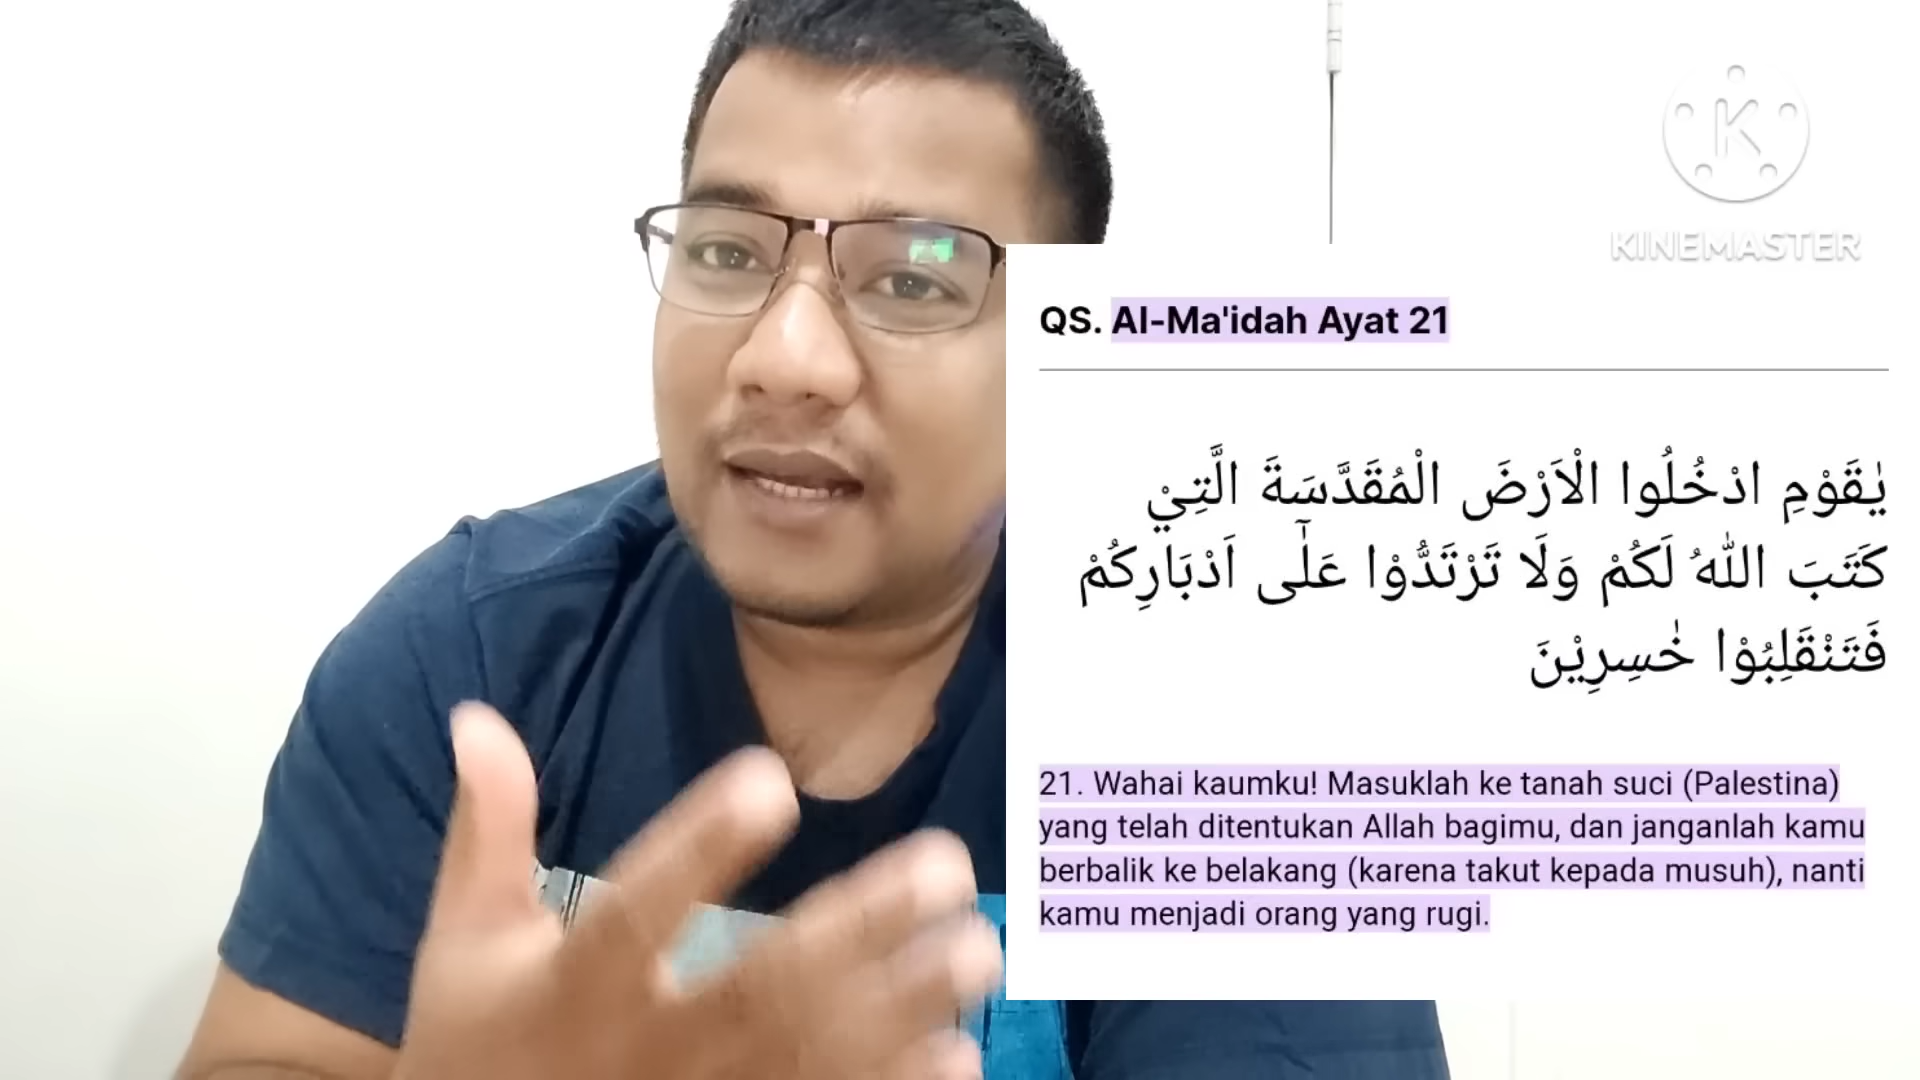 K
KINEMASTER
QS. Al-Ma'idah Ayat 21
يٰقَوْمِ ادْخُلُوا الْاَرْضَ الْمُقَدَّسَةَ الَّتِيْ
كَتَبَ اللّٰهُ لَكُمْ وَلَا تَرْتَدُّوْا عَلٰٓى اَدْبَارِكُمْ
فَتَنْقَلِبُوْا خٰسِرِيْنَ
21. Wahai kaumku! Masuklah ke tanah suci (Palestina)
yang telah ditentukan Allah bagimu, dan janganlah kamu
berbalik ke belakang (karena takut kepada musuh), nanti
kamu menjadi orang yang rugi.